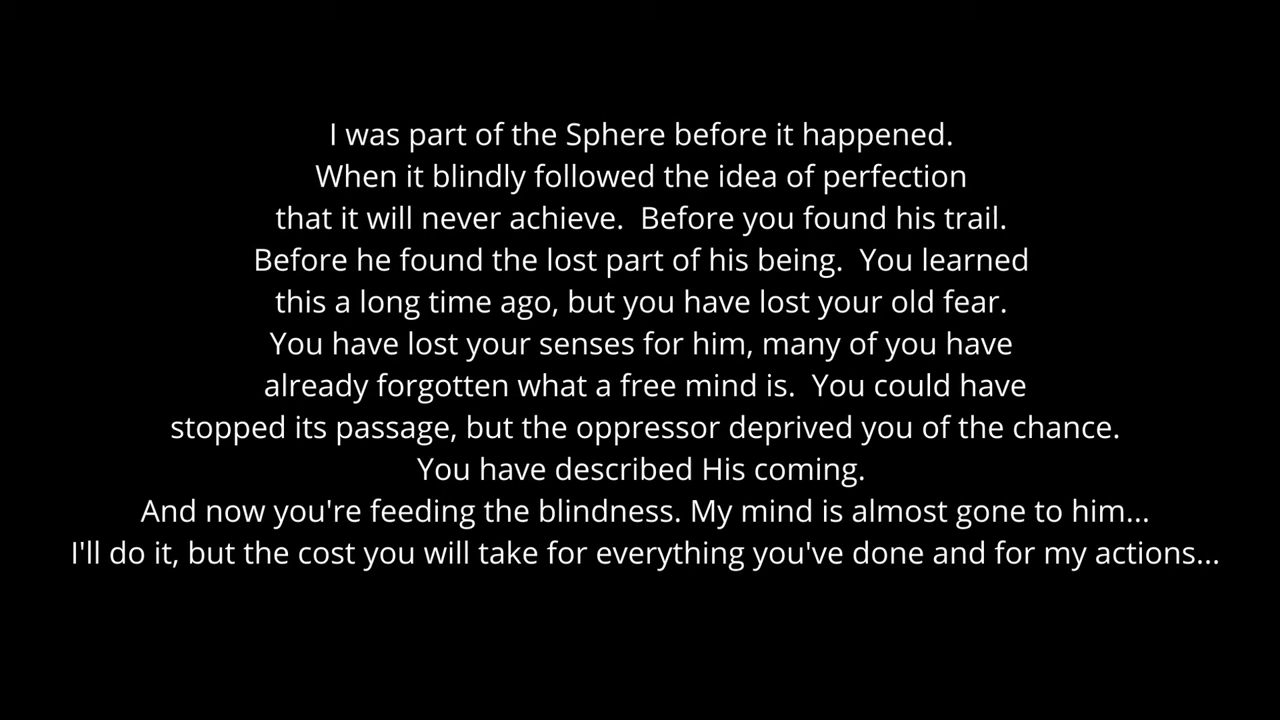 I was part of the Sphere before it happened.
When it blindly followed the idea of perfection
that it will never achieve.  Before you found his trail.
Before he found the lost part of his being.  You learned
this a long time ago, but you have lost your old fear.
You have lost your senses for him, many of you have
already forgotten what a free mind is.  You could have
stopped its passage, but the oppressor deprived you of the chance.
You have described His coming.
And now you're feeding the blindness. My mind is almost gone to him...
I'll do it, but the cost you will take for everything you've done and for my actions...